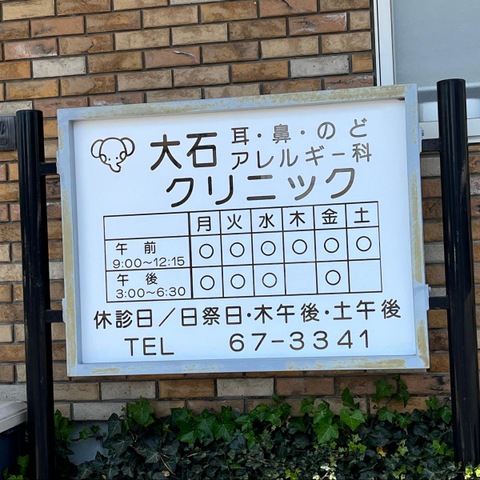 大石 耳・鼻・のど
アレルギー科
クリニック
月 火 水 木 金 土
午前 9:00〜12:15 ○ ○ ○ ○ ○ ○
午後 3:00〜6:30 ○ ○ ○ ○
休診日／日祭日・木午後・土午後
TEL 67-3341